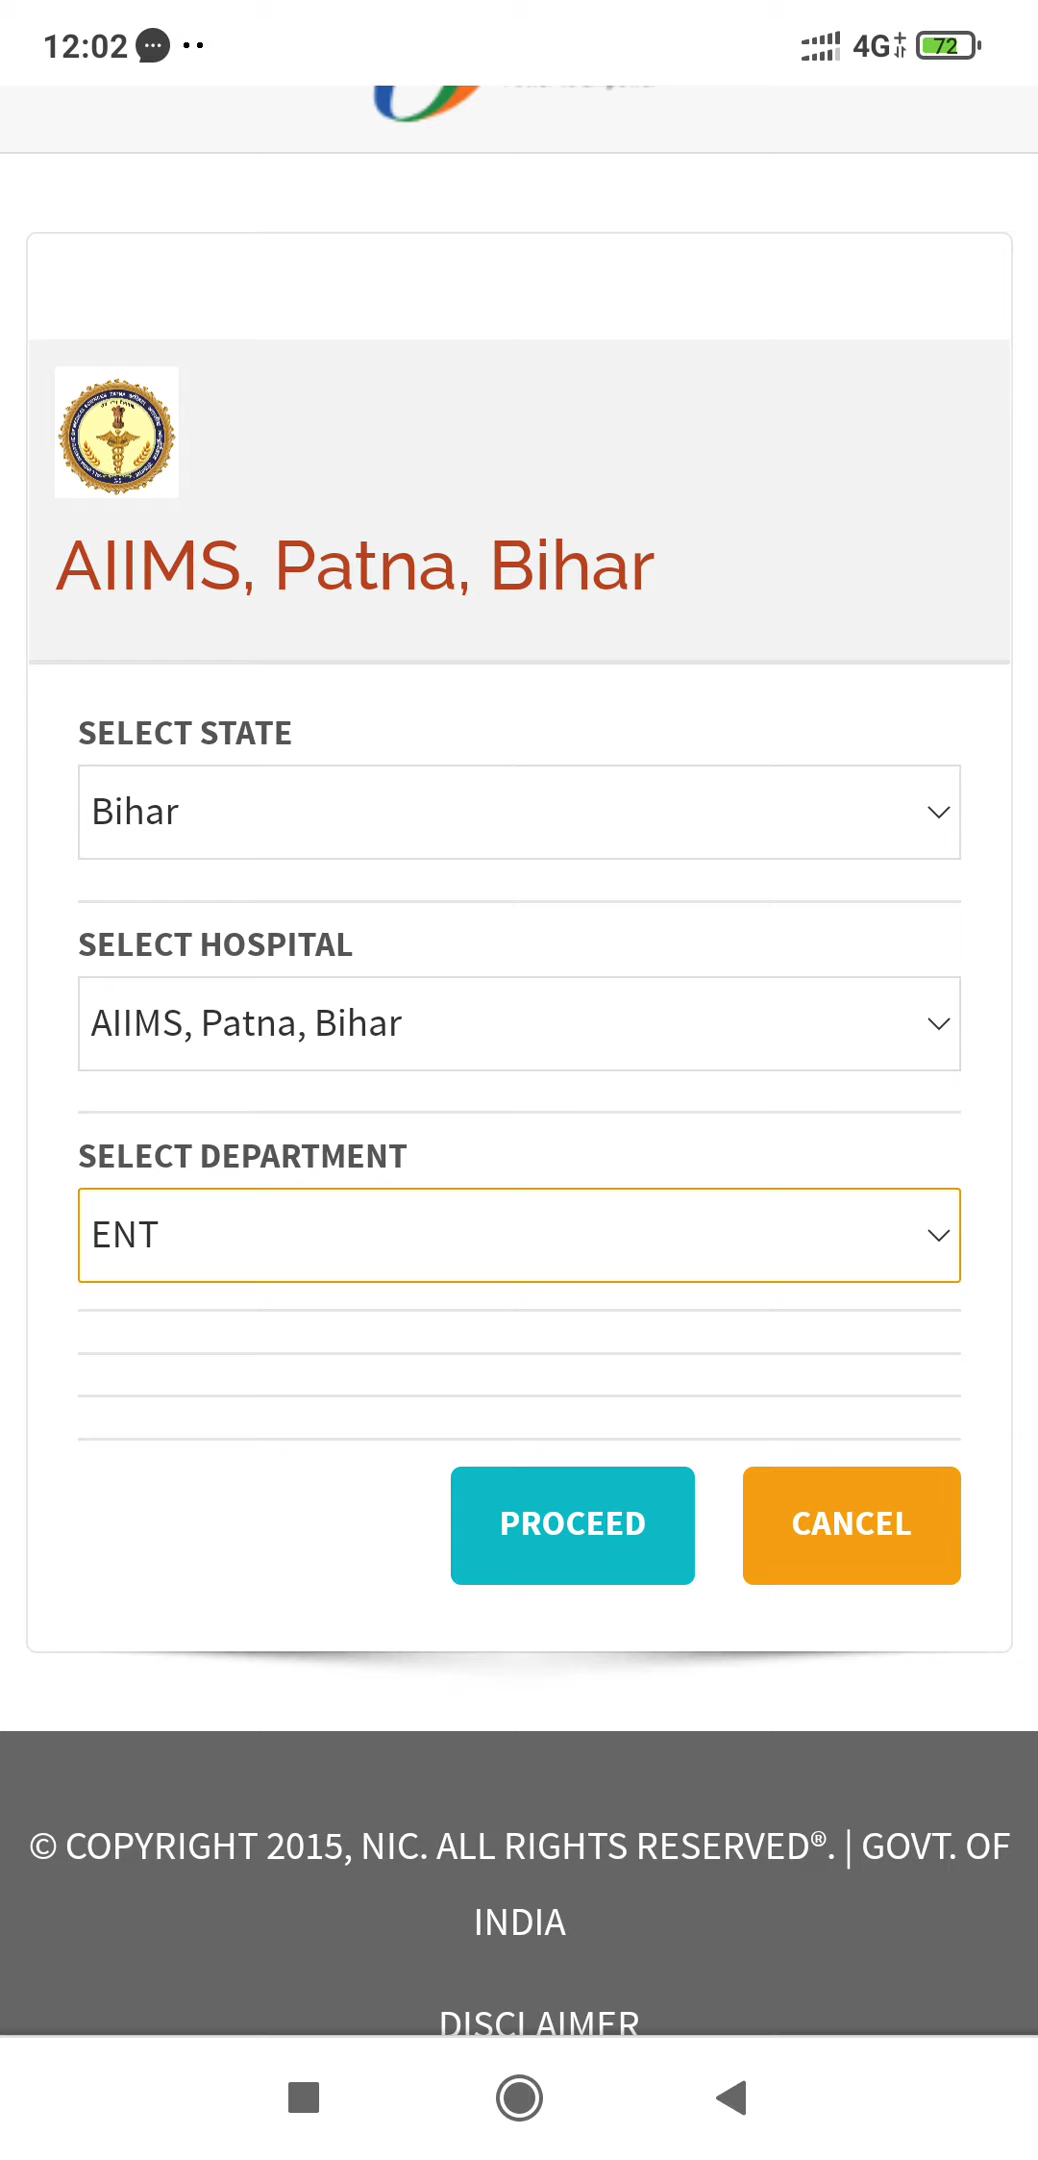 12:02
4G
72
AIIMS, Patna, Bihar
SELECT STATE
Bihar
SELECT HOSPITAL
AIIMS, Patna, Bihar
SELECT DEPARTMENT
ENT
PROCEED
CANCEL
© COPYRIGHT 2015, NIC. ALL RIGHTS RESERVED®. | GOVT. OF
INDIA
DISCLAIMER